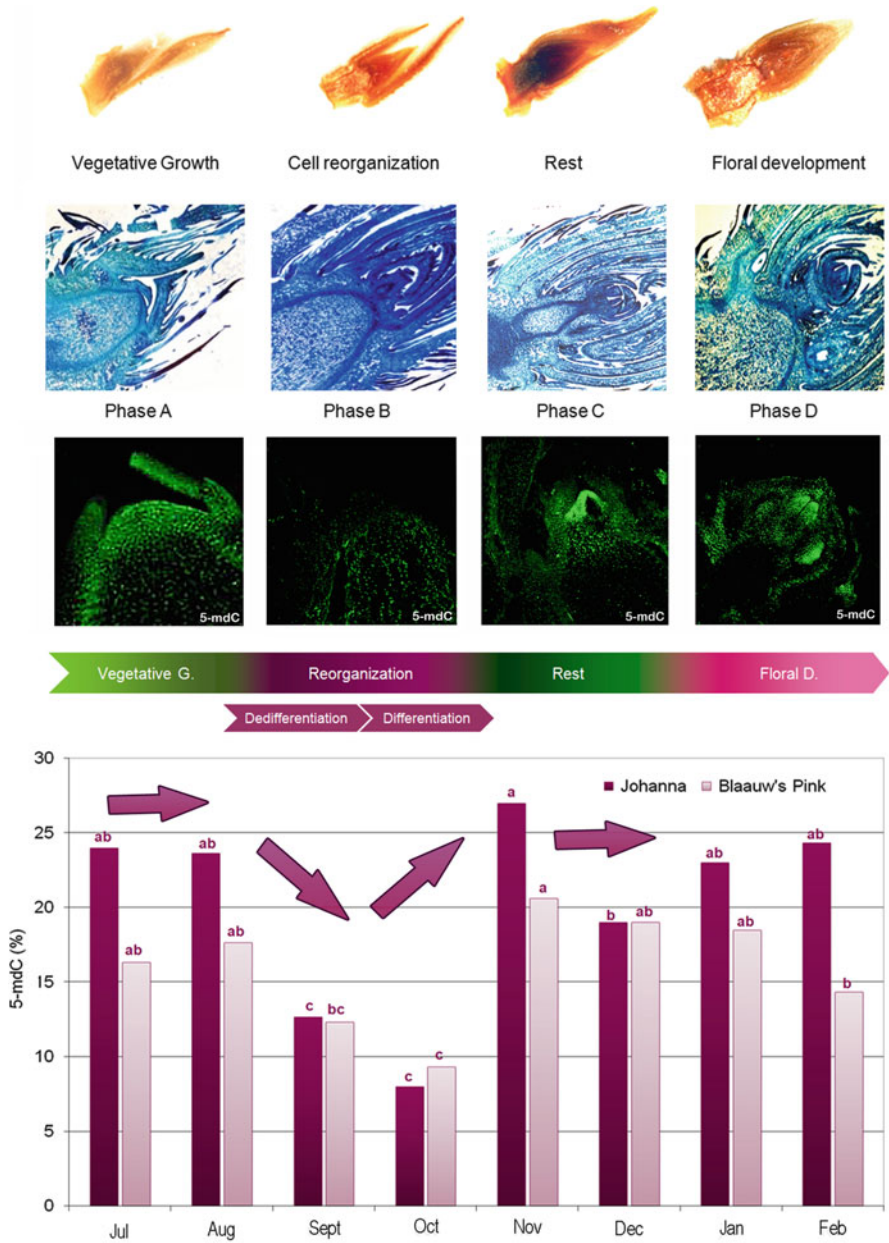 Vegetative Growth Cell reorganization Rest Floral development
Phase A Phase B Phase C Phase D
5-mdC 5-mdC 5-mdC 5-mdC
Vegetative G. Reorganization Rest Floral D.
Dedifferentiation Differentiation
30
Johanna Blaauw's Pink
25
20
15
10
5
0
5-mdC (%)
ab ab ab ab c bc c c a a b ab ab ab ab b
Jul Aug Sept Oct Nov Dec Jan Feb